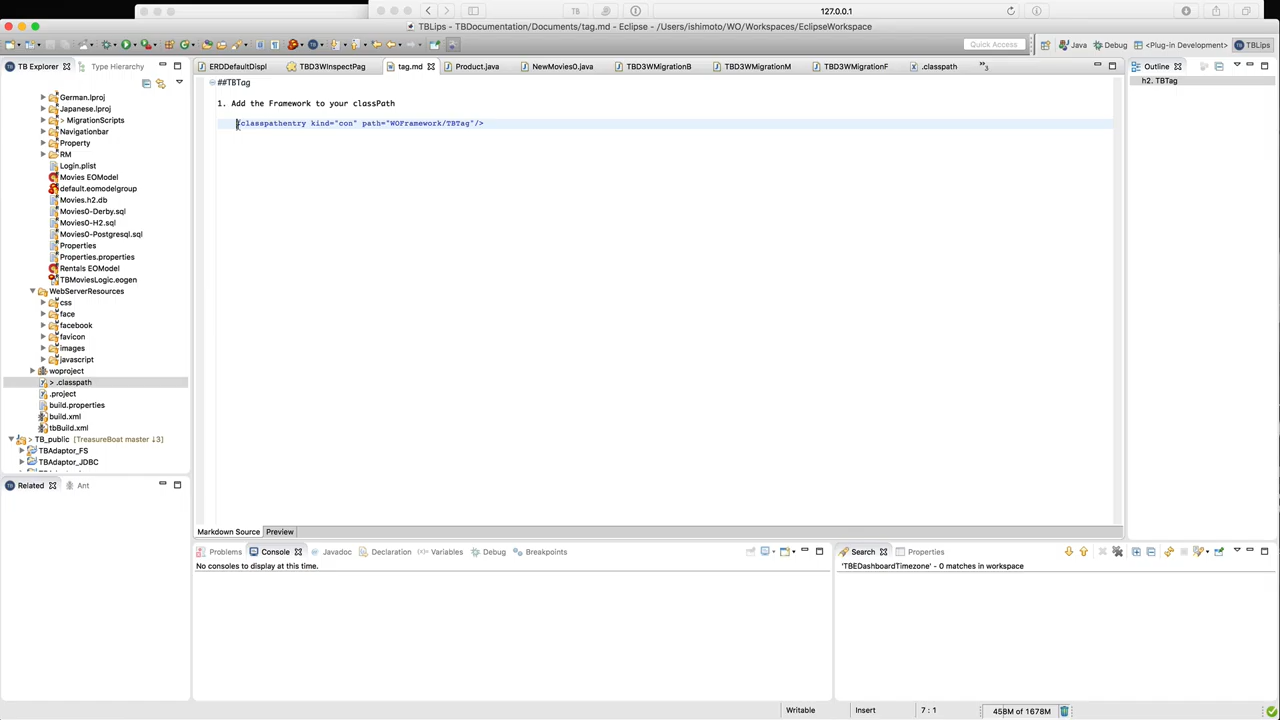 127.0.0.1
TBLips - TBDocumentation/Documents/tag.md - Eclipse - /Users/ishimoto/WO/Workspaces/EclipseWorkspace
Quick Access
Java
Debug
<Plug-in Development>
TBLips
TB Explorer
Type Hierarchy
ERDDefaultDispl
TBD3WInspectPag
tag.md
Product.java
NewMovies0.java
TBD3WMigrationB
TBD3WMigrationM
TBD3WMigrationF
.classpath
3
Outline
German.lproj
Japanese.lproj
> MigrationScripts
Navigationbar
Property
RM
Login.plist
Movies EOModel
default.eomodelgroup
Movies.h2.db
Movies0-Derby.sql
Movies0-H2.sql
Movies0-Postgresql.sql
Properties
Properties.properties
Rentals EOModel
TBMoviesLogic.eogen
WebServerResources
css
face
facebook
favicon
images
javascript
woproject
> .classpath
.project
build.properties
build.xml
tbBuild.xml
> TB_public [TreasureBoat master ↓3]
TBAdaptor_FS
TBAdaptor_JDBC
##TBTag
1. Add the Framework to your classPath
<classpathentry kind="con" path="WOFramework/TBTag"/>
h2. TBTag
Related
Ant
Markdown Source
Preview
Problems
Console
Javadoc
Declaration
Variables
Debug
Breakpoints
No consoles to display at this time.
Search
Properties
'TBEDashboardTimezone' - 0 matches in workspace
Writable
Insert
7 : 1
458M of 1678M